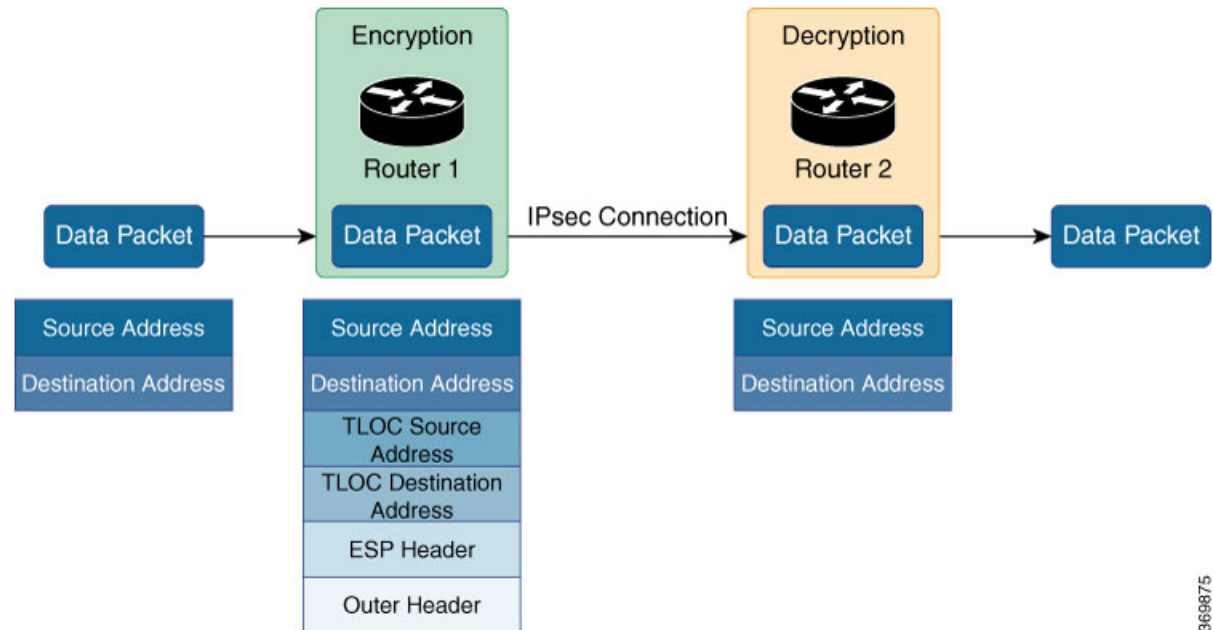 Encryption
Decryption
Router 1
Router 2
Data Packet
Data Packet
IPsec Connection
Data Packet
Data Packet
Source Address
Destination Address
Source Address
Destination Address
TLOC Source
Address
TLOC Destination
Address
ESP Header
Outer Header
Source Address
Destination Address
369875